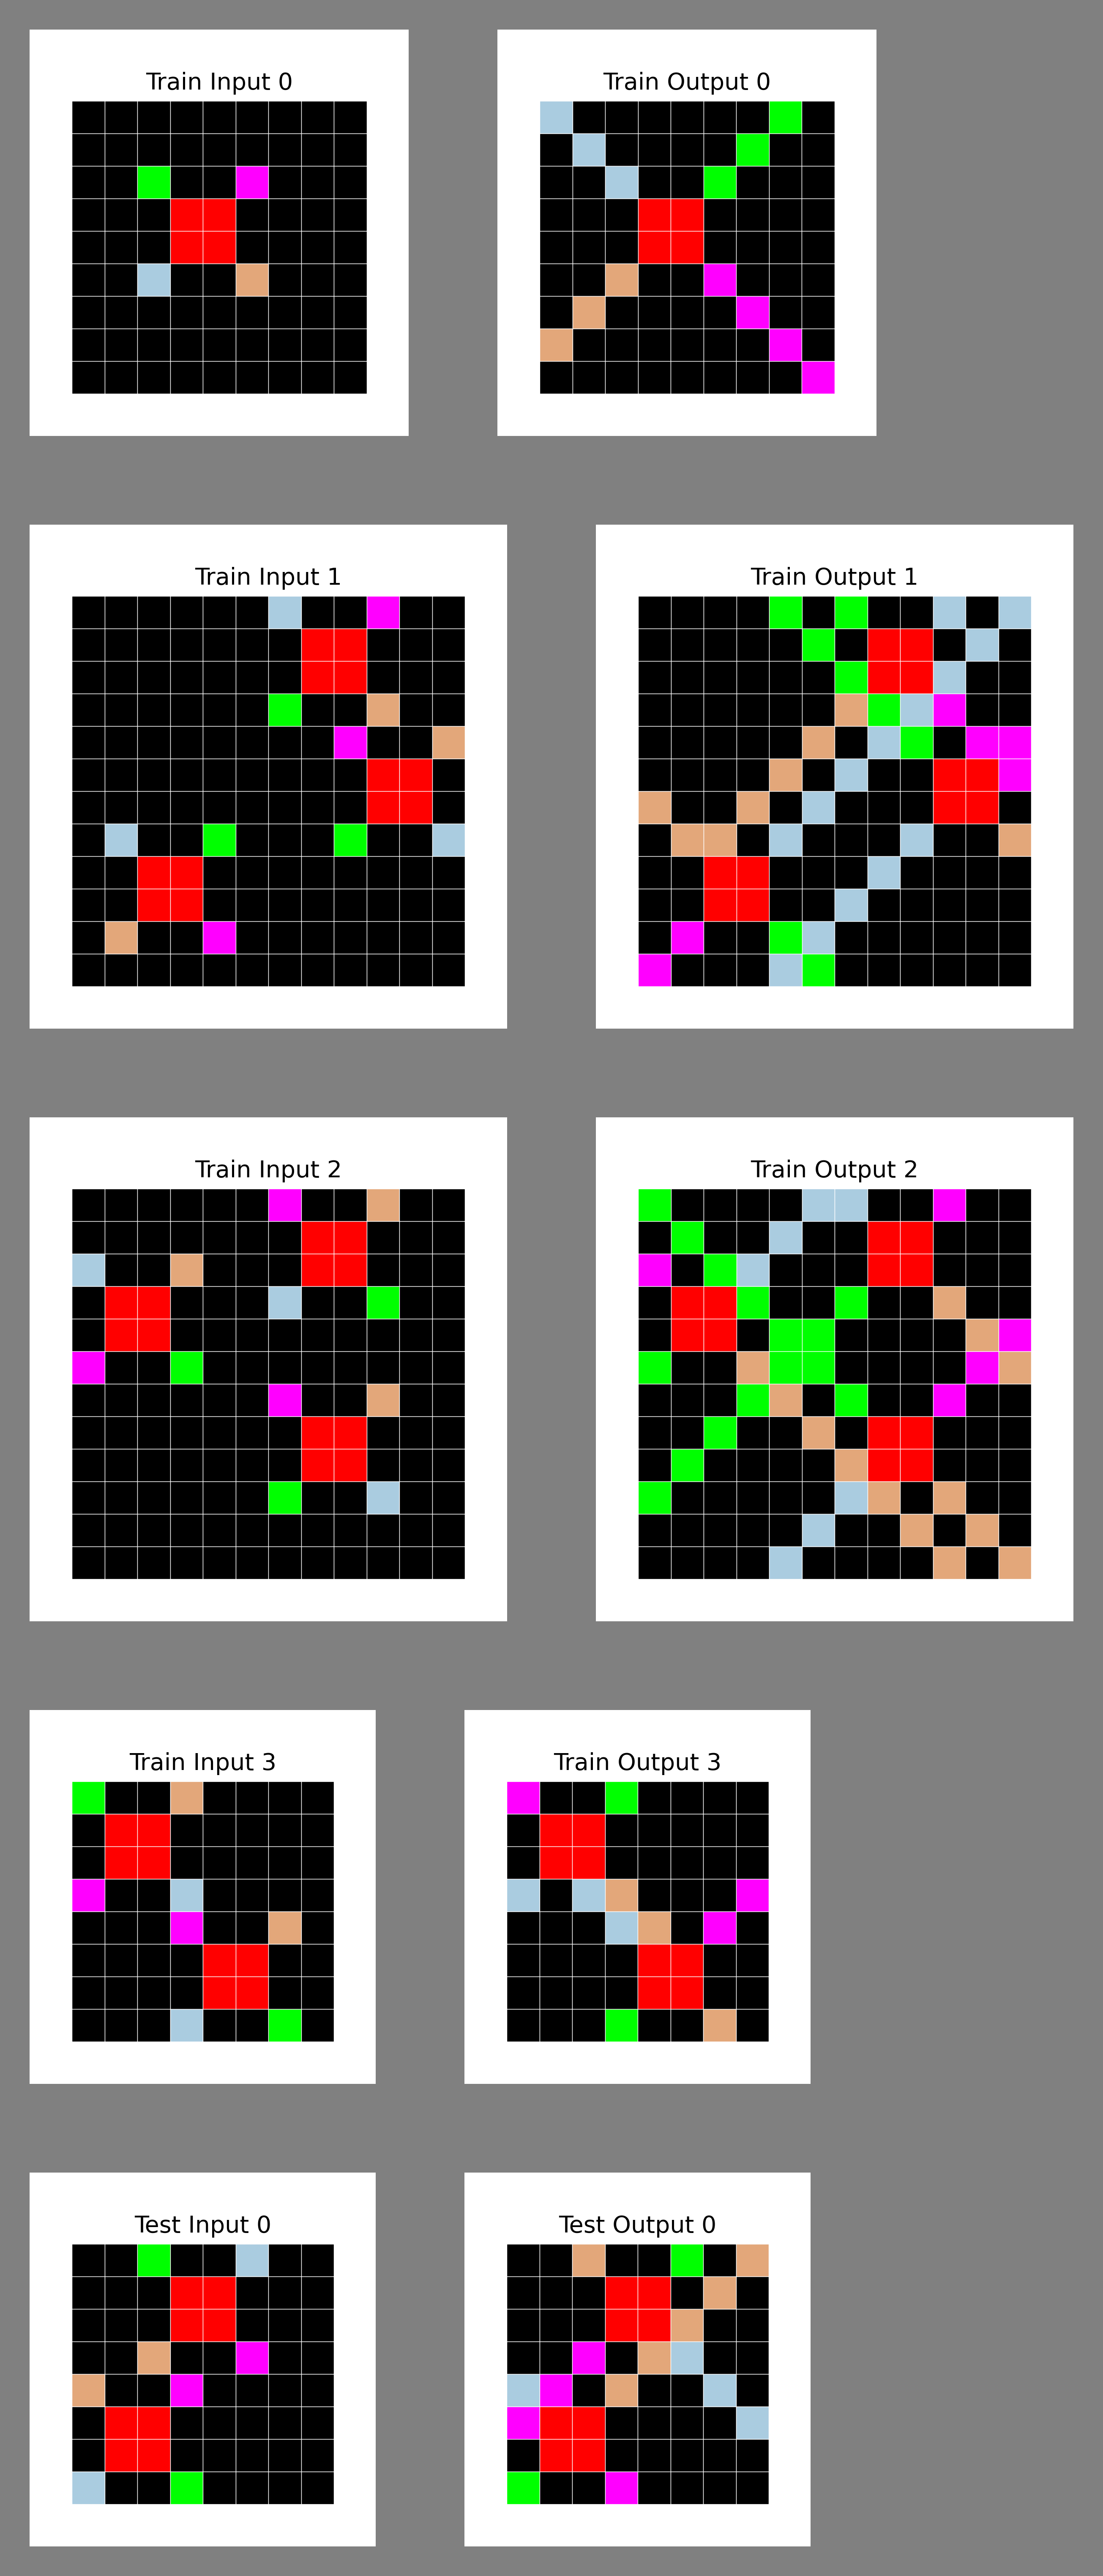 Train Input 0
Train Output 0
Train Input 1
Train Output 1
Train Input 2
Train Output 2
Train Input 3
Train Output 3
Test Input 0
Test Output 0